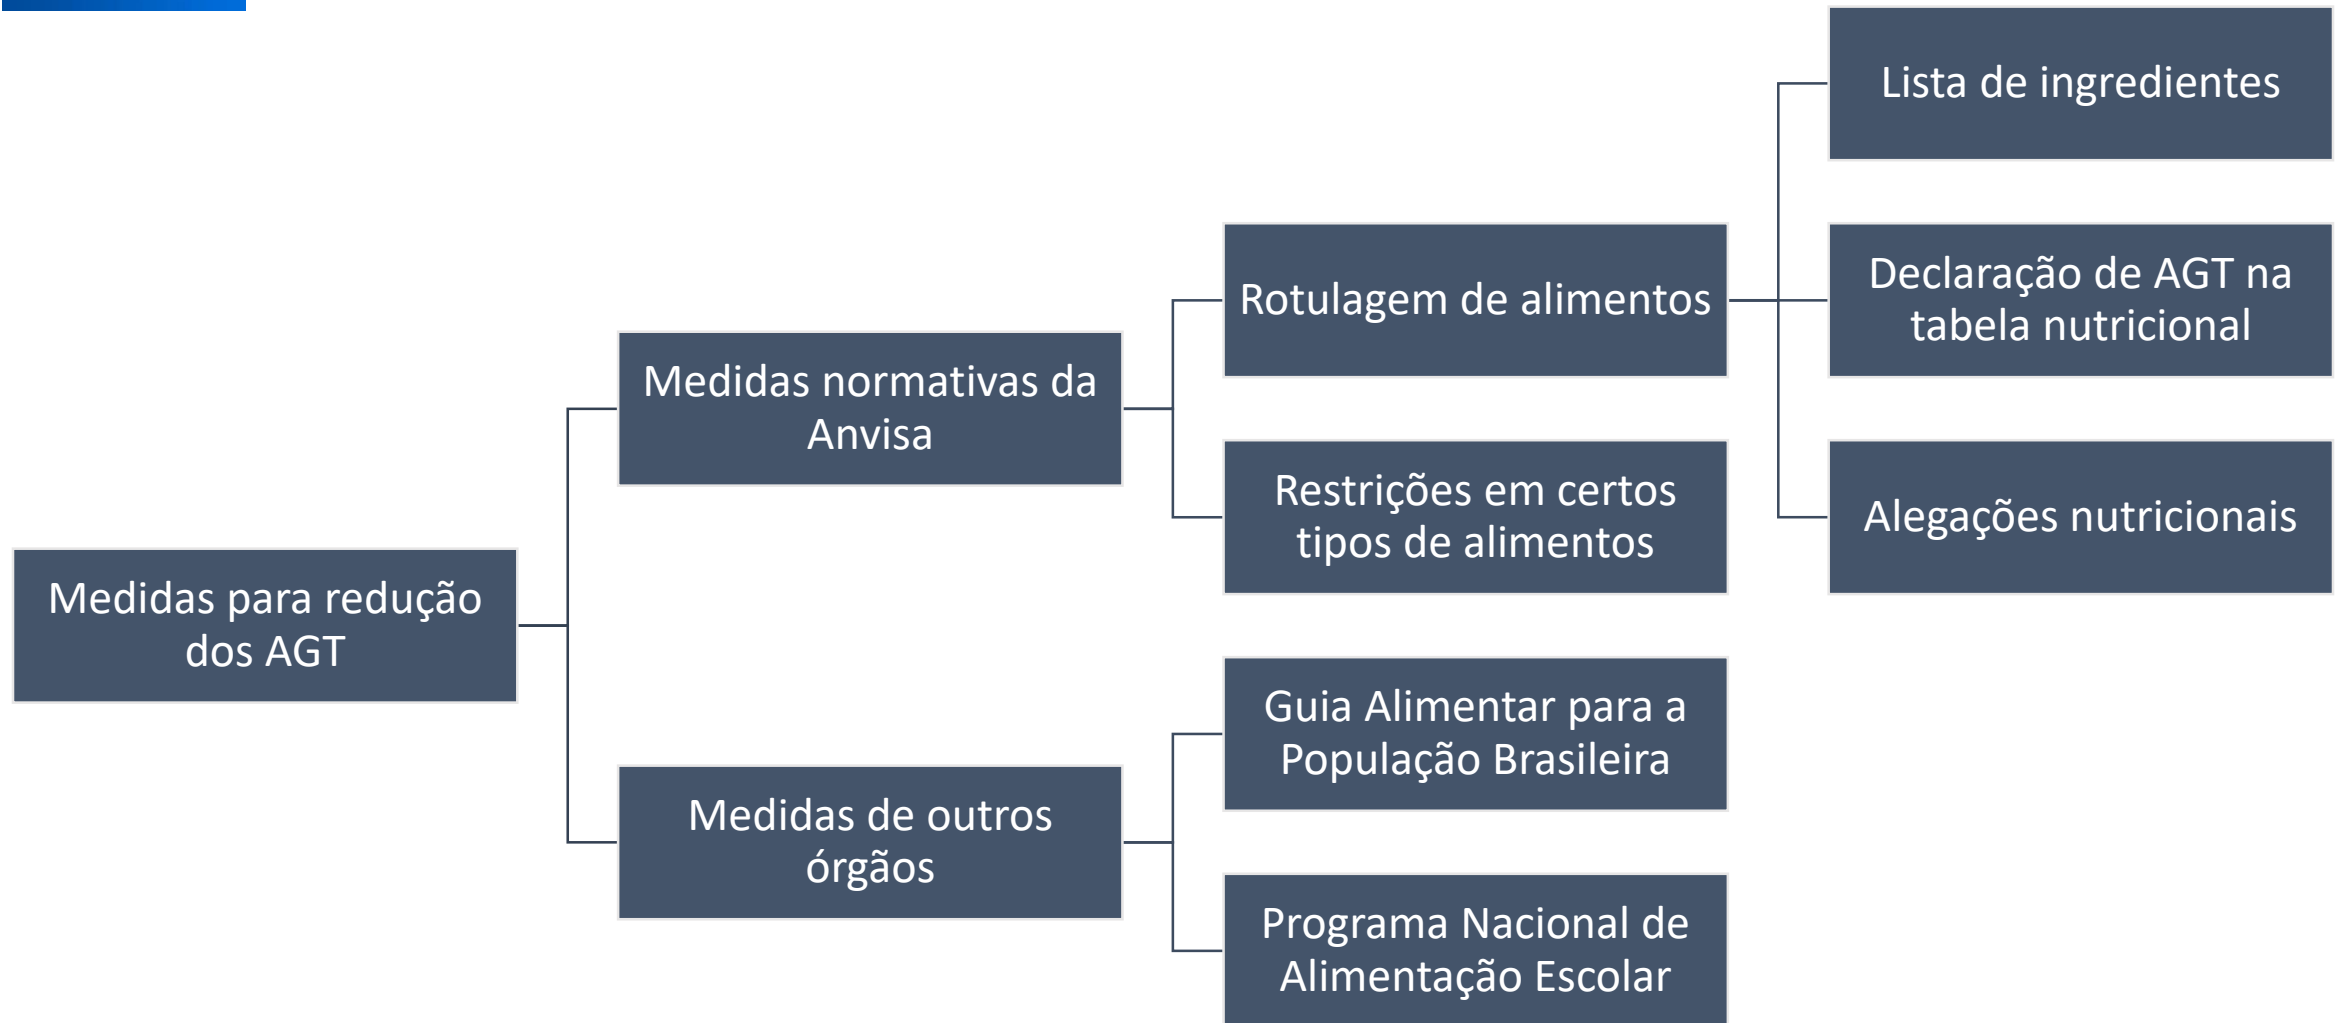 Medidas para redução
dos AGT
Medidas normativas da
Anvisa
Rotulagem de alimentos
Lista de ingredientes
Declaração de AGT na
tabela nutricional
Alegações nutricionais
Restrições em certos
tipos de alimentos
Medidas de outros
órgãos
Guia Alimentar para a
População Brasileira
Programa Nacional de
Alimentação Escolar